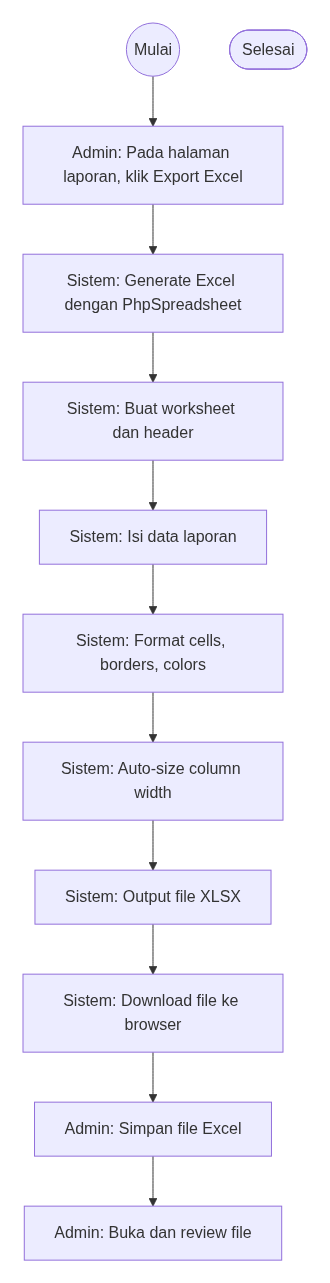 Mulai
Selesai
Admin: Pada halaman
laporan, klik Export Excel
Sistem: Generate Excel
dengan PhpSpreadsheet
Sistem: Buat worksheet
dan header
Sistem: Isi data laporan
Sistem: Format cells,
borders, colors
Sistem: Auto-size column
width
Sistem: Output file XLSX
Sistem: Download file ke
browser
Admin: Simpan file Excel
Admin: Buka dan review file